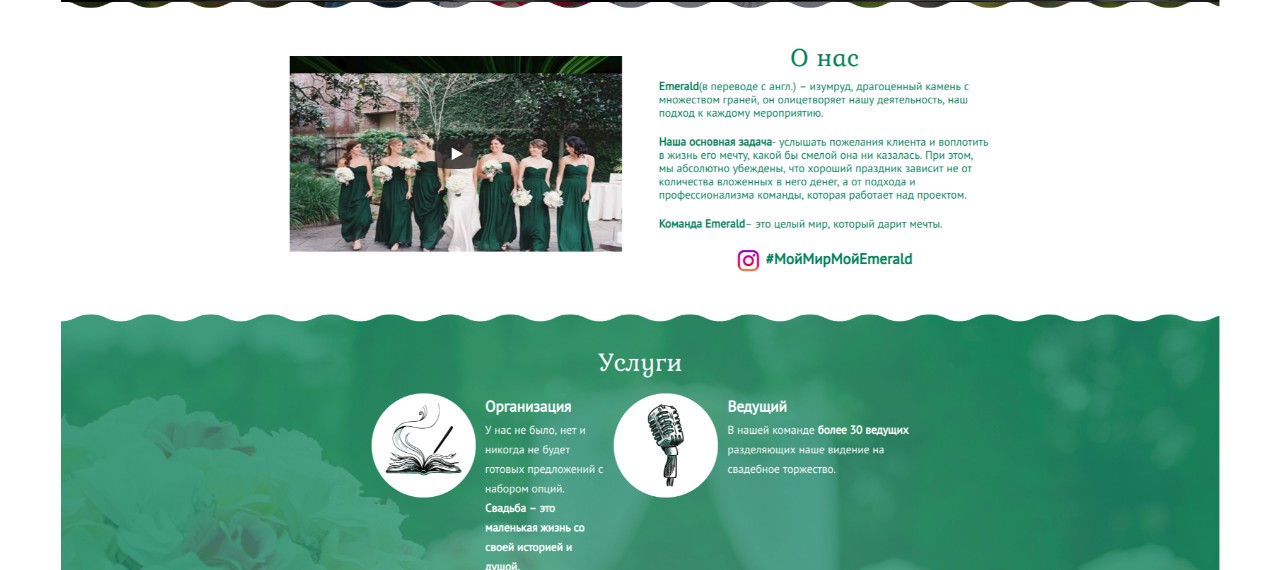 О нас
Emerald(в переводе с англ.) – изумруд, драгоценный камень с
множеством граней, он олицетворяет нашу деятельность, наш
подход к каждому мероприятию.
Наша основная задача- услышать пожелания клиента и воплотить
в жизнь его мечту, какой бы смелой она ни казалась. При этом,
мы абсолютно убеждены, что хороший праздник зависит не от
количества вложенных в него денег, а от подхода и
профессионализма команды, которая работает над проектом.
Команда Emerald– это целый мир, который дарит мечты.
#МойМирМойEmerald
Услуги
Организация
У нас не было, нет и
никогда не будет
готовых предложений с
набором опций.
Свадьба – это
маленькая жизнь со
своей историей и
душой.
Ведущий
В нашей команде более 30 ведущих
разделяющих наше видение на
свадебное торжество.